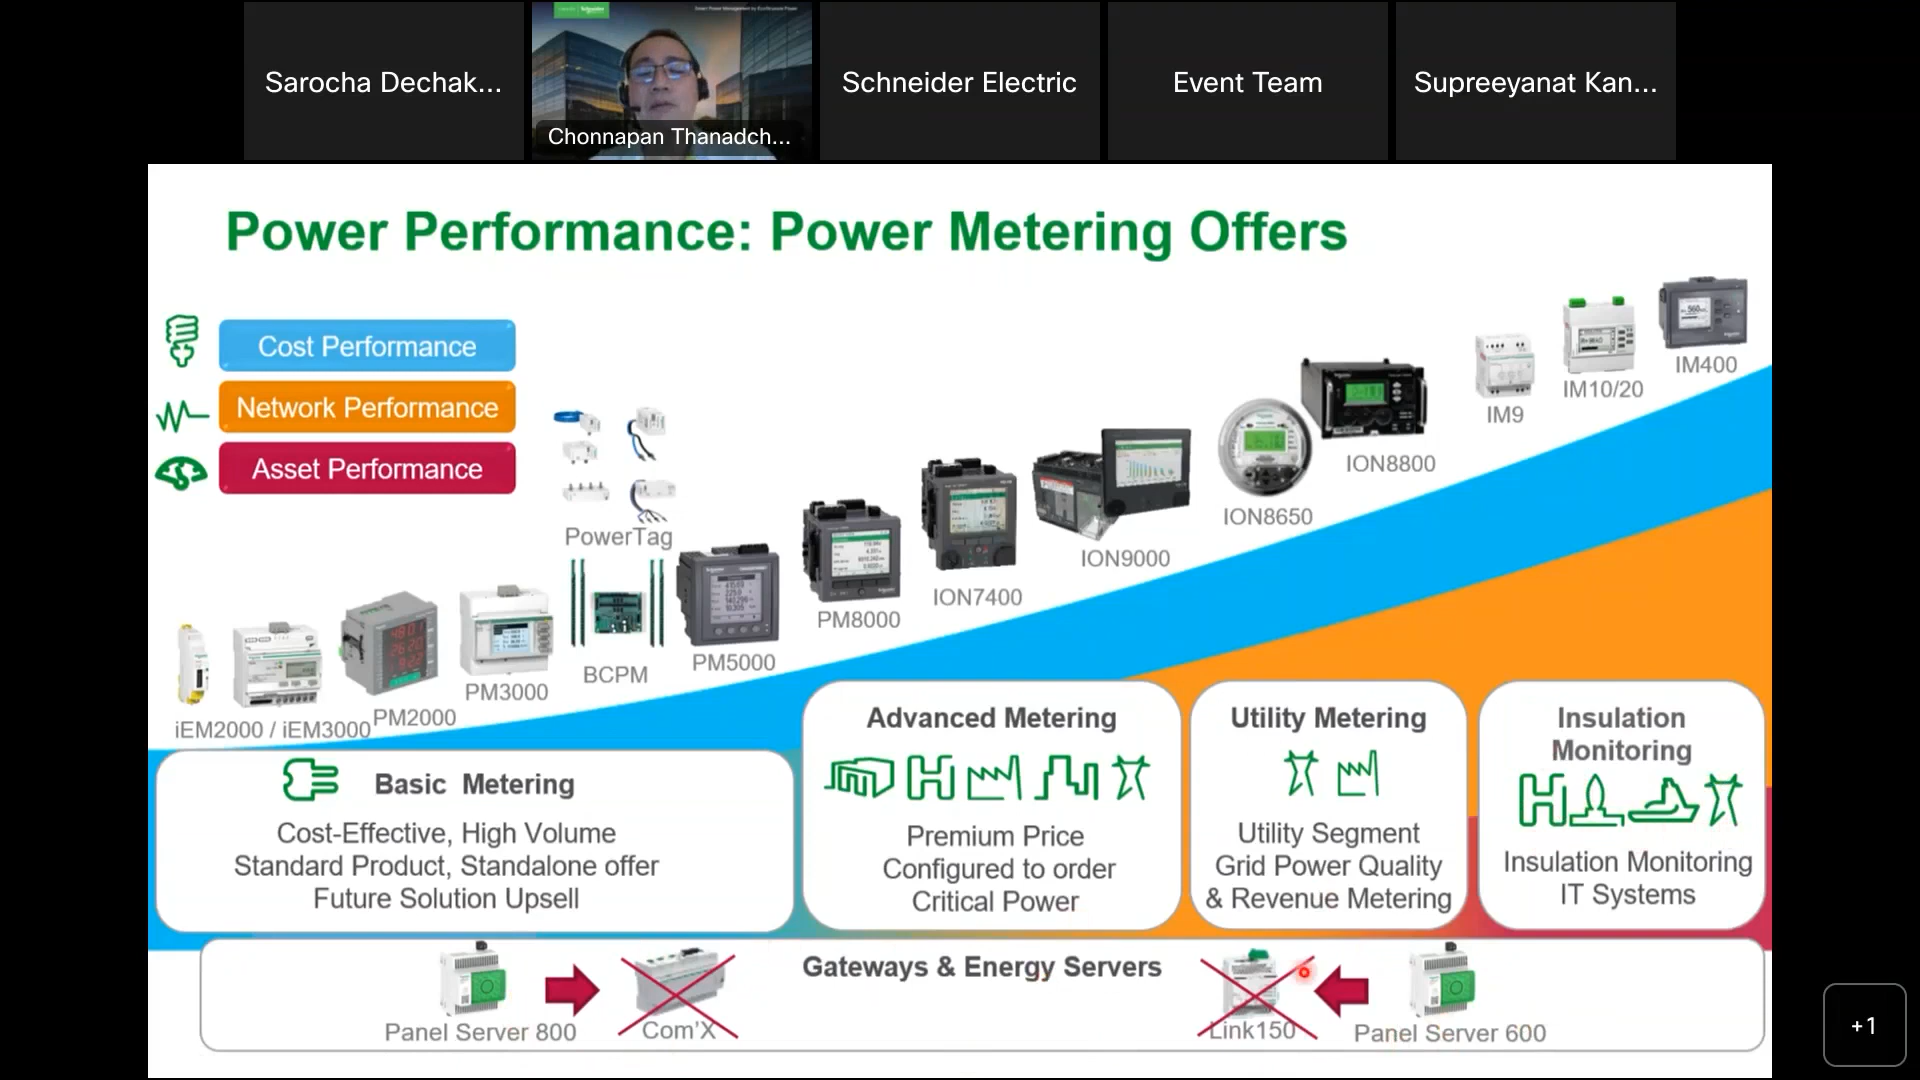 Sarocha Dechak...
Chonnapan Thanadch...
Schneider Electric
Event Team
Supreeyanat Kan...
Power Performance: Power Metering Offers
Cost Performance
Network Performance
Asset Performance
iEM2000 / iEM3000
PM2000
PM3000
PowerTag
BCPM
PM5000
PM8000
ION7400
ION9000
ION8650
ION8800
IM9
IM10/20
IM400
Basic Metering
Cost-Effective, High Volume
Standard Product, Standalone offer
Future Solution Upsell
Advanced Metering
Premium Price
Configured to order
Critical Power
Utility Metering
Utility Segment
Grid Power Quality
& Revenue Metering
Insulation
Monitoring
Insulation Monitoring
IT Systems
Gateways & Energy Servers
Panel Server 800
Com'X
Link150
Panel Server 600
+1